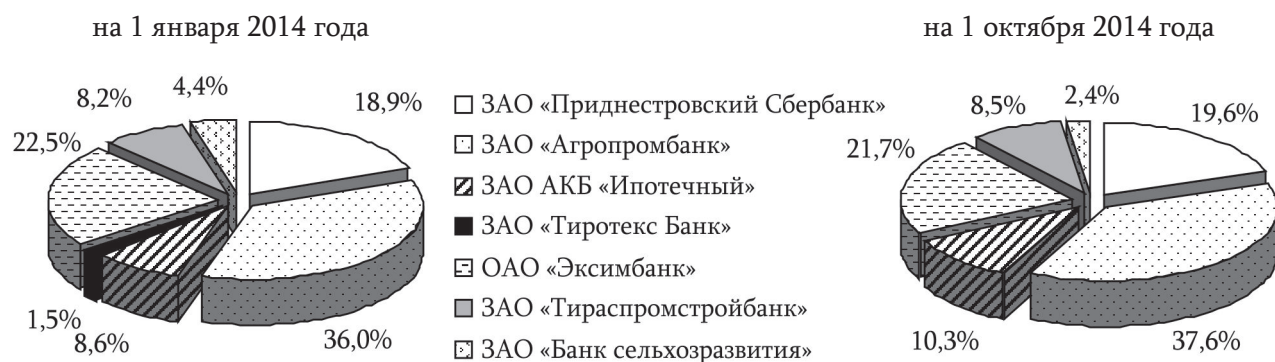 на 1 января 2014 года
4,4%
8,2%
18,9%
22,5%
1,5%
8,6%
36,0%
ЗАО «Приднестровский Сбербанк»
ЗАО «Агропромбанк»
ЗАО АКБ «Ипотечный»
ЗАО «Тиротекс Банк»
ОАО «Эксимбанк»
ЗАО «Тираспромстройбанк»
ЗАО «Банк сельхозразвития»
на 1 октября 2014 года
2,4%
8,5%
19,6%
21,7%
10,3%
37,6%